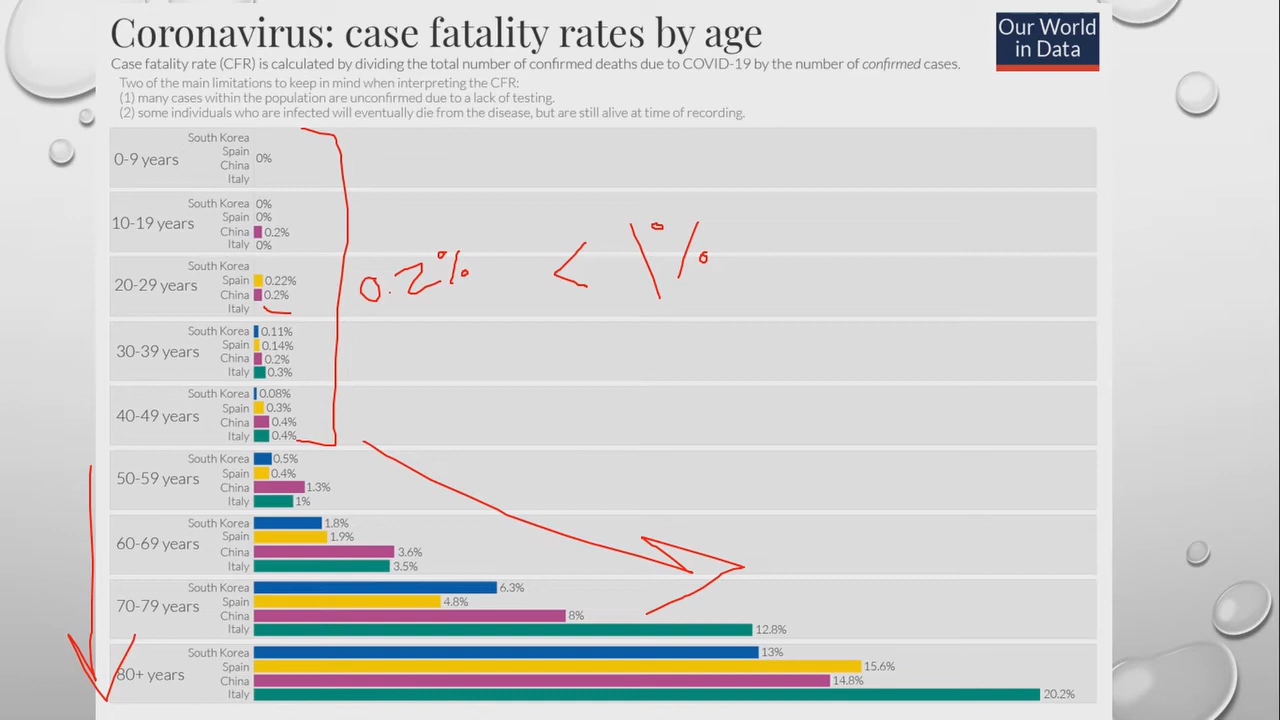 Coronavirus: case fatality rates by age
Our World
in Data
Case fatality rate (CFR) is calculated by dividing the total number of confirmed deaths due to COVID-19 by the number of confirmed cases.
Two of the main limitations to keep in mind when interpreting the CFR:
(1) many cases within the population are unconfirmed due to a lack of testing.
(2) some individuals who are infected will eventually die from the disease, but are still alive at time of recording.
0-9 years
South Korea
Spain
China
Italy
0%
10-19 years
South Korea 0%
Spain 0%
China 0.2%
Italy 0%
20-29 years
South Korea
Spain 0.22%
China 0.2%
Italy
0.2% < 1%
30-39 years
South Korea 0.11%
Spain 0.14%
China 0.2%
Italy 0.3%
40-49 years
South Korea 0.08%
Spain 0.3%
China 0.4%
Italy 0.4%
50-59 years
South Korea 0.5%
Spain 0.4%
China 1.3%
Italy 1%
60-69 years
South Korea 1.8%
Spain 1.9%
China 3.6%
Italy 3.5%
70-79 years
South Korea 6.3%
Spain 4.8%
China 8%
Italy 12.8%
80+ years
South Korea 13%
Spain 15.6%
China 14.8%
Italy 20.2%